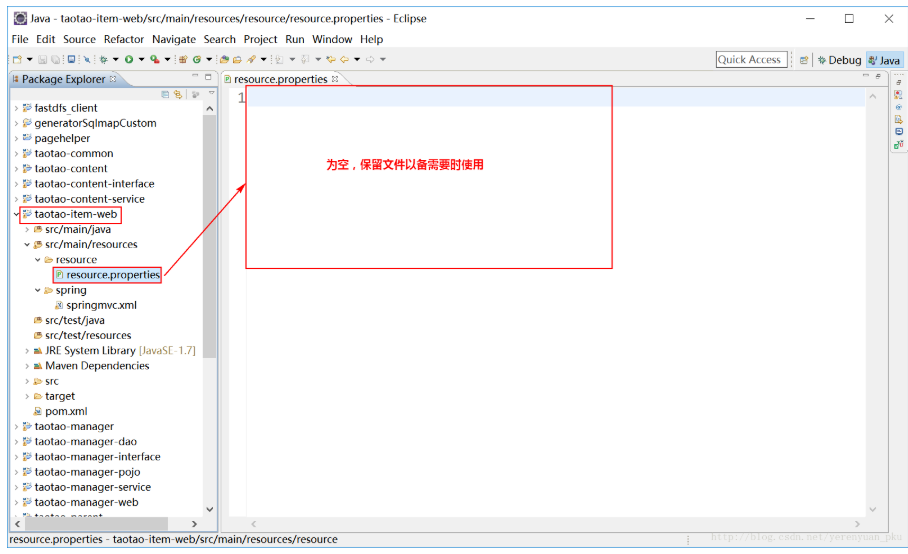 Java - taotao-item-web/src/main/resources/resource/resource.properties - Eclipse
File Edit Source Refactor Navigate Search Project Run Window Help
Quick Access
Debug
Java
Package Explorer
resource.properties
fastdfs_client
generatorSqlmapCustom
pagehelper
taotao-common
taotao-content
taotao-content-interface
taotao-content-service
taotao-item-web
src/main/java
src/main/resources
resource
resource.properties
spring
springmvc.xml
src/test/java
src/test/resources
JRE System Library [JavaSE-1.7]
Maven Dependencies
src
target
pom.xml
taotao-manager
taotao-manager-dao
taotao-manager-interface
taotao-manager-pojo
taotao-manager-service
taotao-manager-web
taotao-parent
1
为空，保留文件以备需要时使用
resource.properties - taotao-item-web/src/main/resources/resource
http://blog.csdn.net/yerenyuan_pku